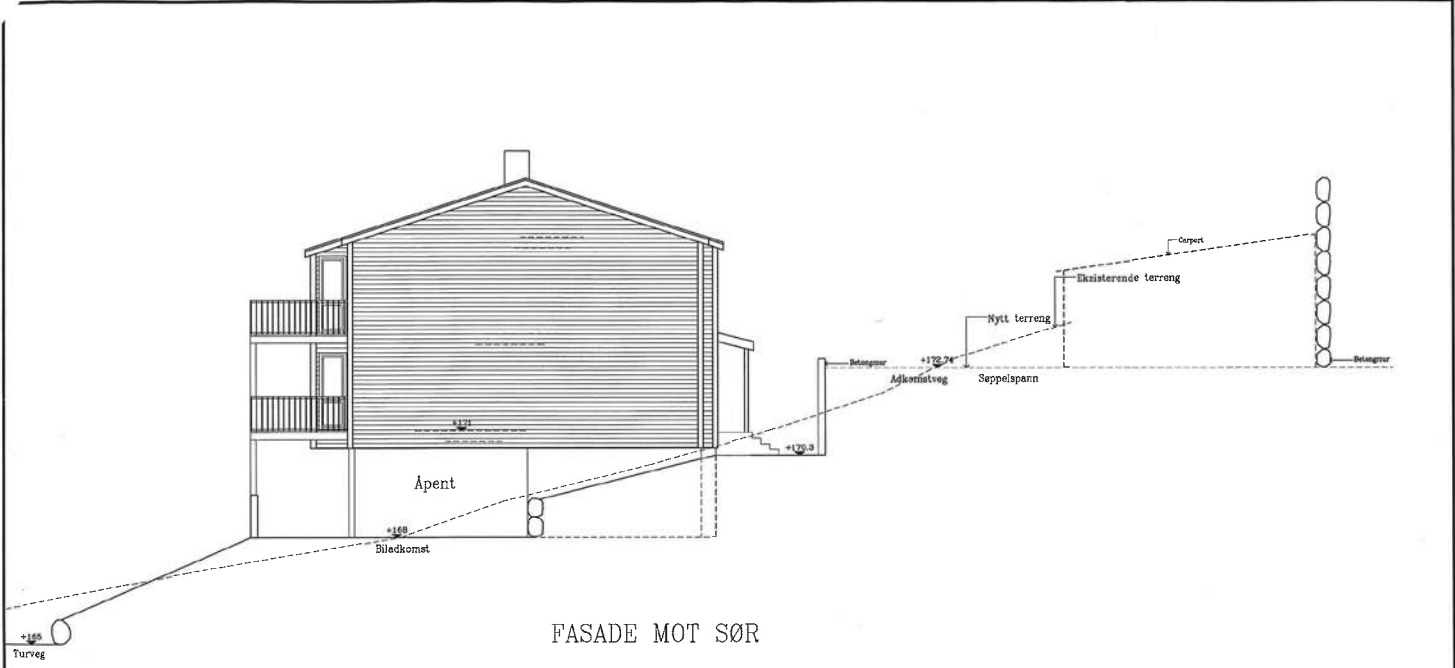 Carport
Eksisterende terreng
Nytt terreng
Betongmur
+172.74
Betongmur
Adkomstveg
Søppelspann
+171
+170.3
Apent
+168
Biladkomst
FASADE MOT SØR
+165
Turveg